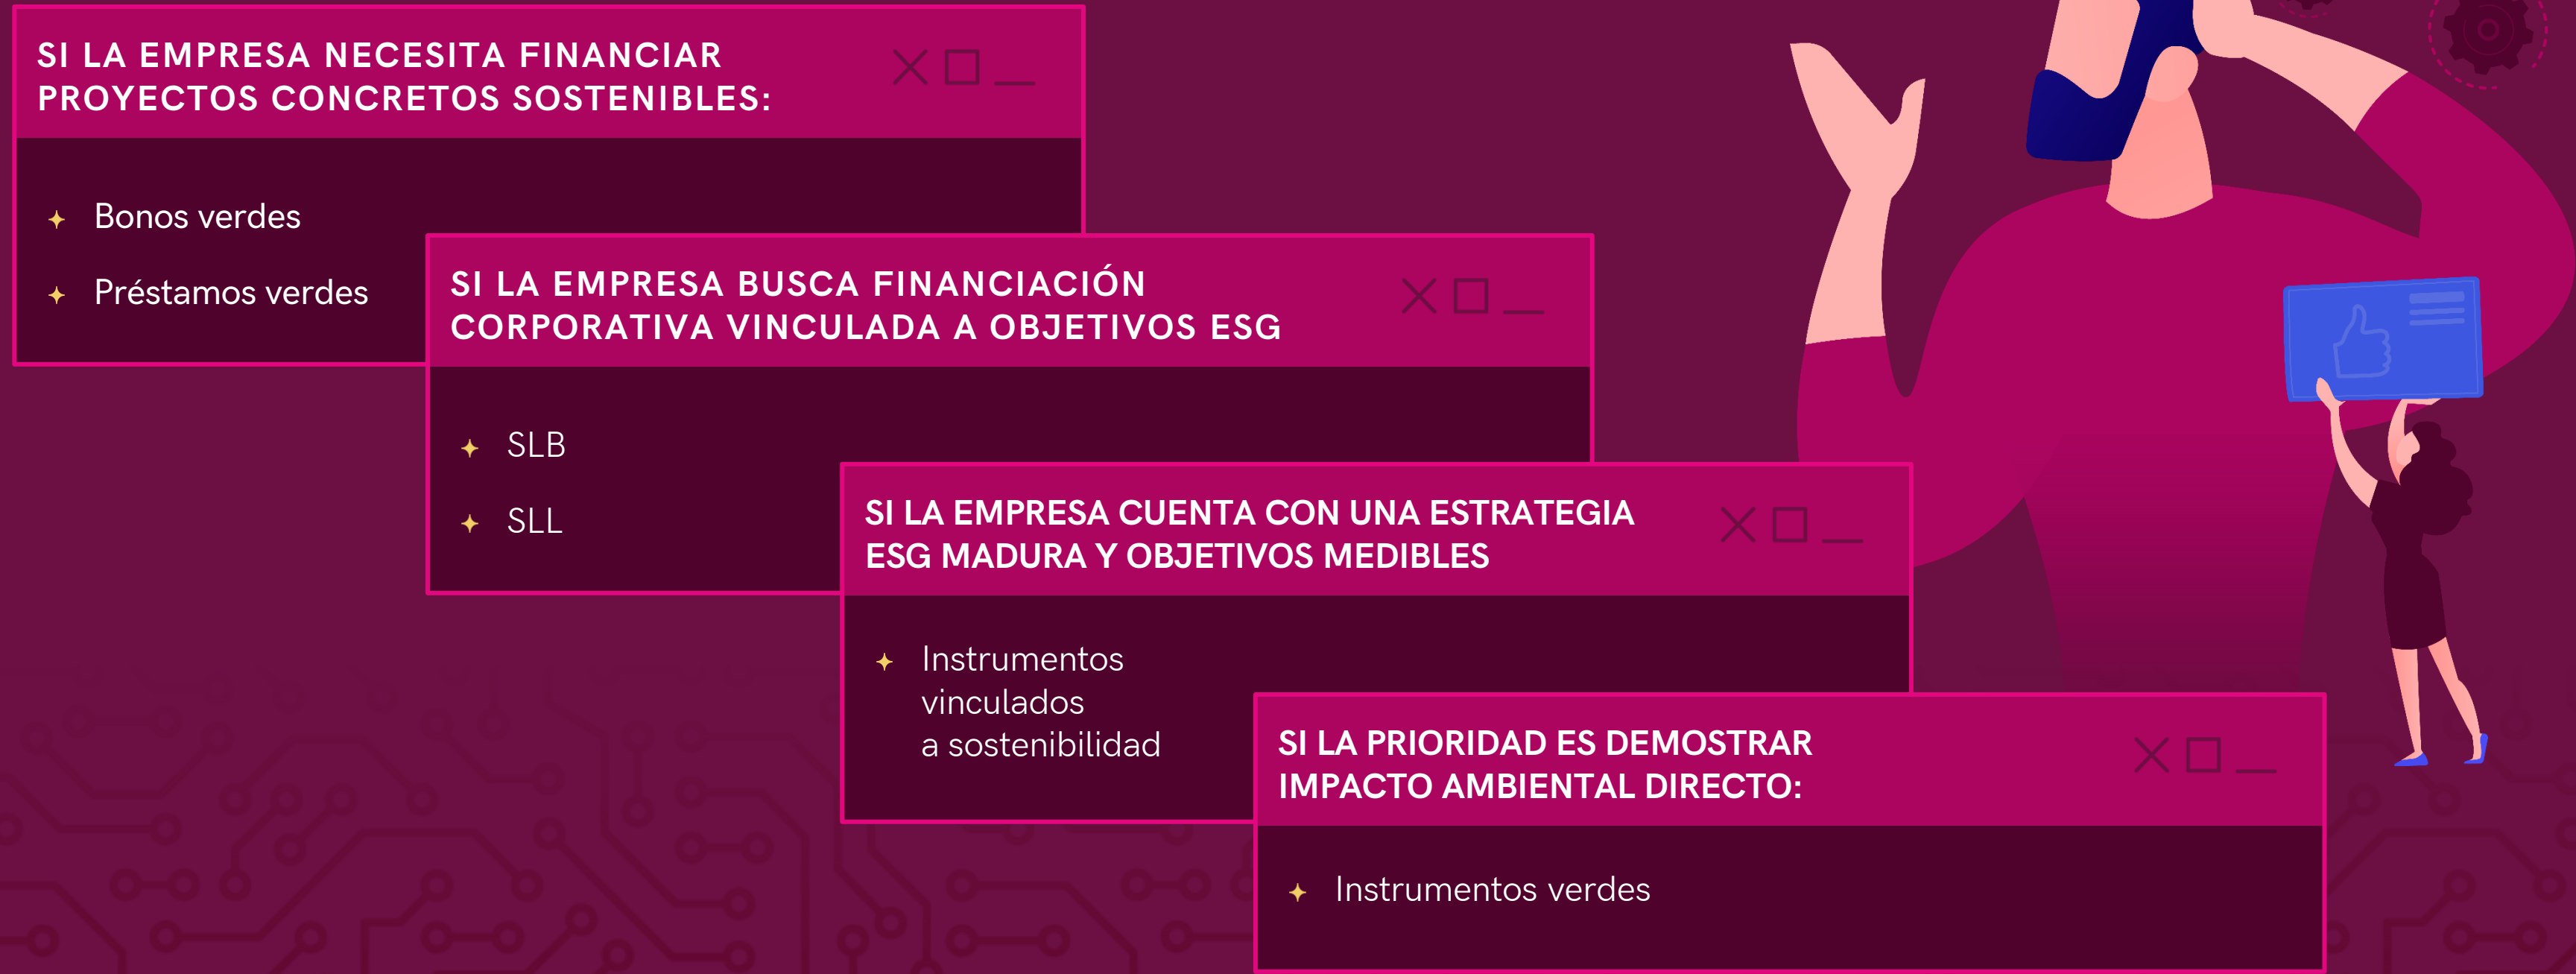 SI LA EMPRESA NECESITA FINANCIAR
PROYECTOS CONCRETOS SOSTENIBLES:
Bonos verdes
Préstamos verdes
SI LA EMPRESA BUSCA FINANCIACIÓN
CORPORATIVA VINCULADA A OBJETIVOS ESG
SLB
SLL
SI LA EMPRESA CUENTA CON UNA ESTRATEGIA
ESG MADURA Y OBJETIVOS MEDIBLES
Instrumentos
vinculados
a sostenibilidad
SI LA PRIORIDAD ES DEMOSTRAR
IMPACTO AMBIENTAL DIRECTO:
Instrumentos verdes